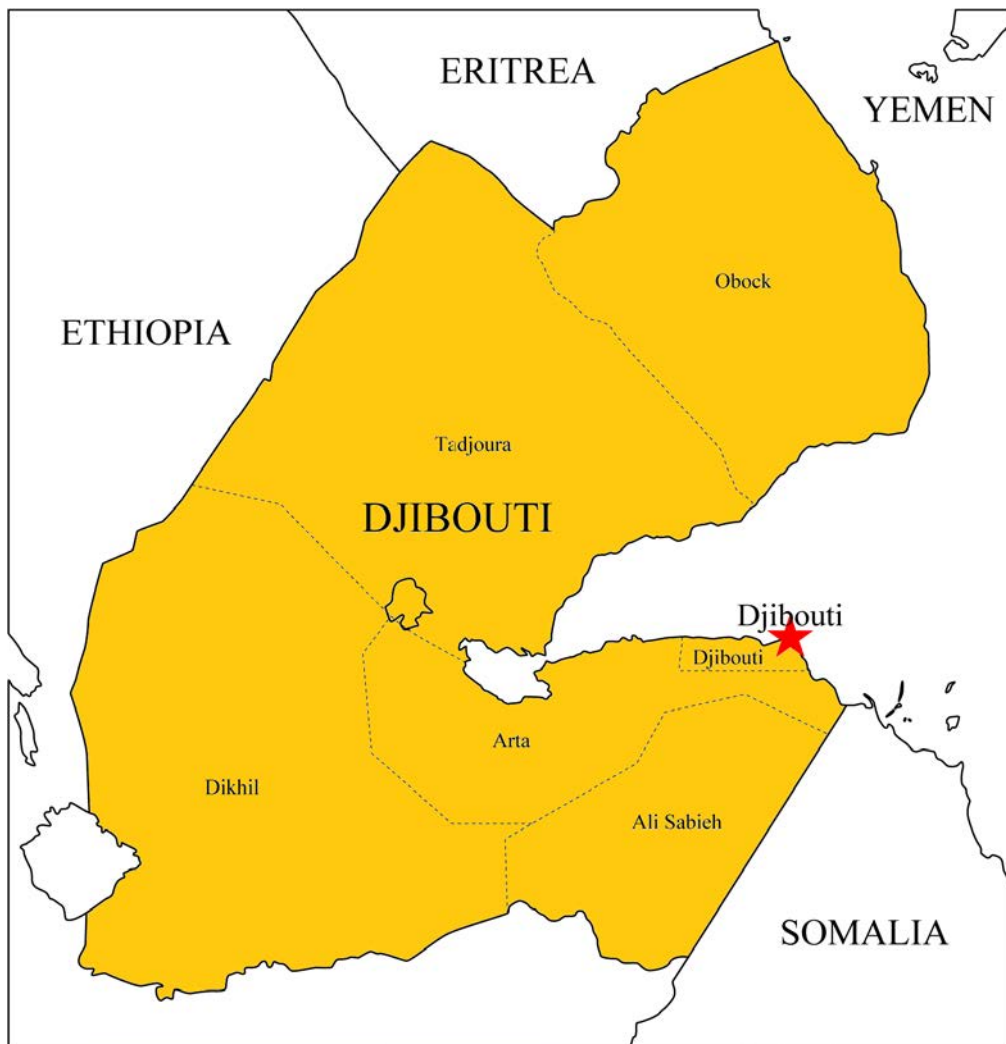 ERITREA
YEMEN
Obock
ETHIOPIA
Tadjoura
DJIBOUTI
Djibouti
Djibouti
Arta
Dikhil
Ali Sabieh
SOMALIA